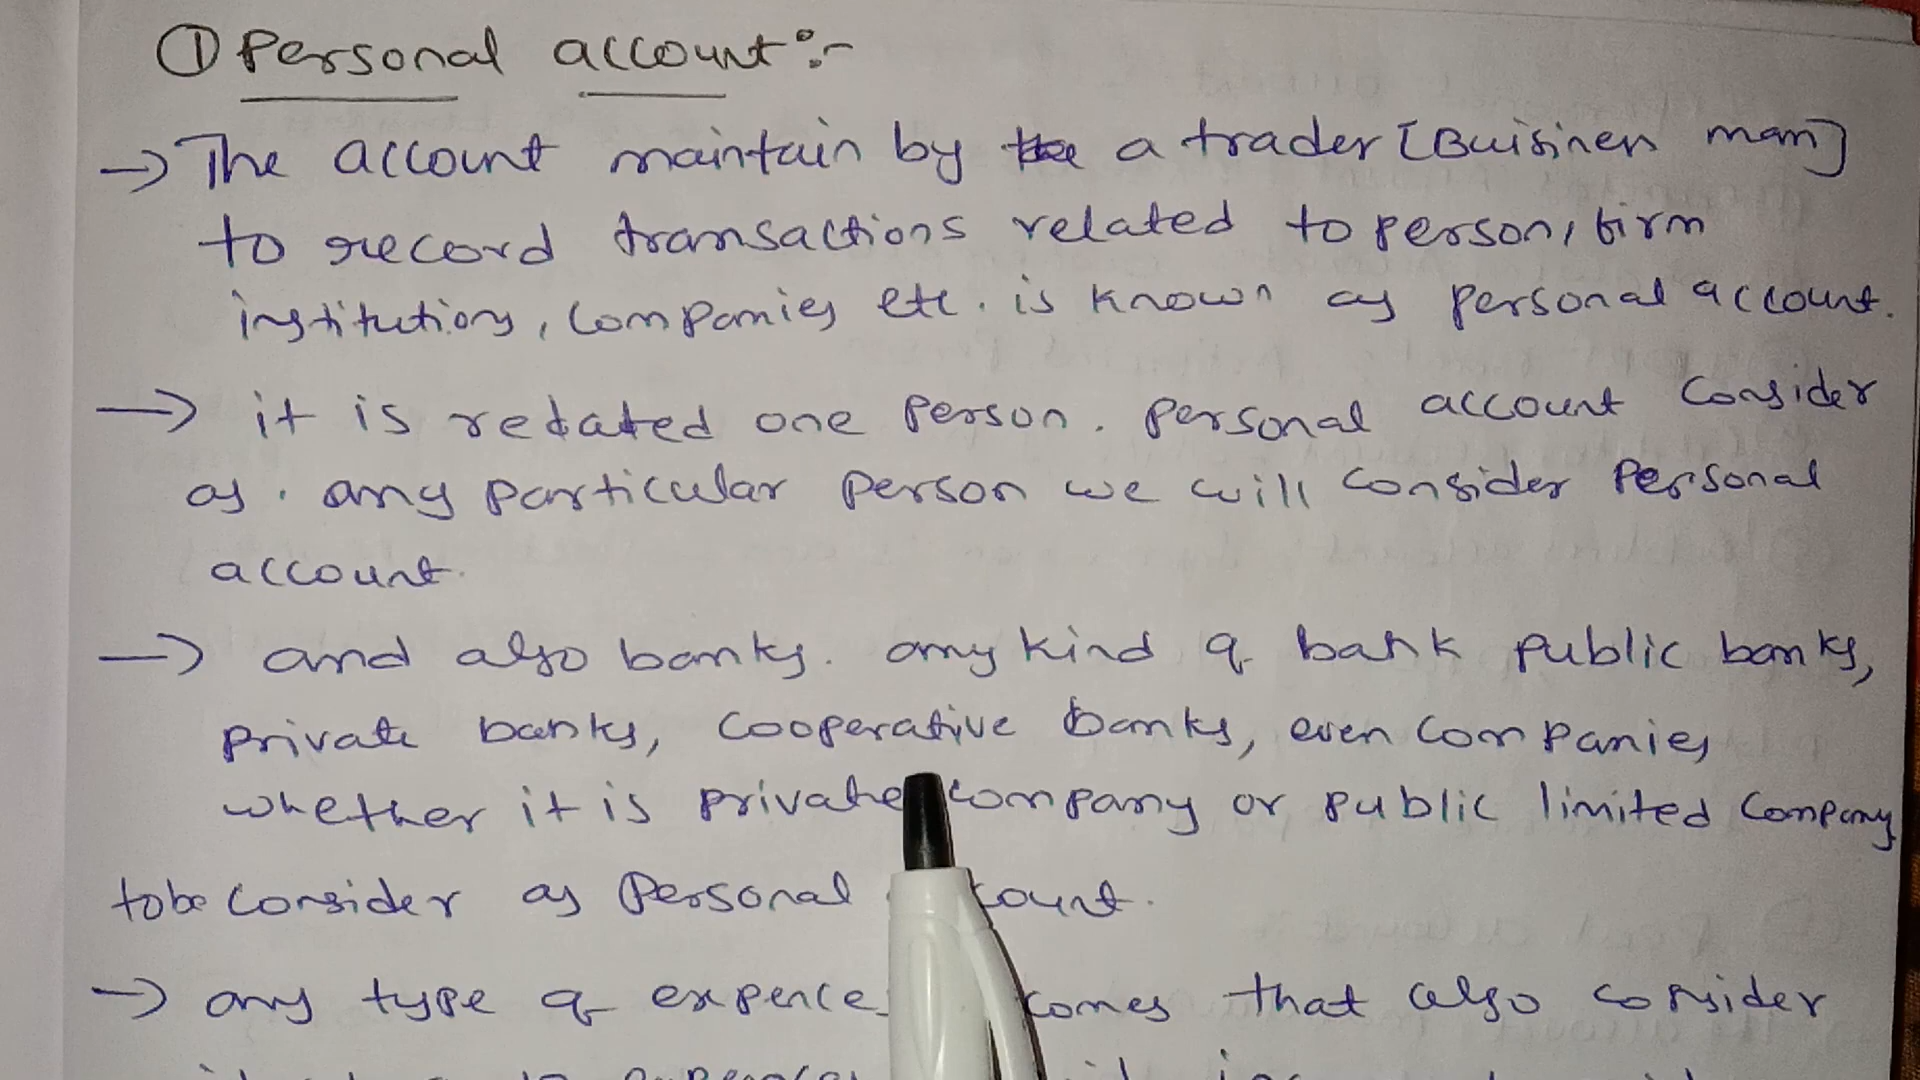 ① Personal account:-
→ The account maintain by a trader [Buisiness man]
to record transactions related to person, firm
institutions, companies etc. is known as personal account.
→ it is related one person. personal account consider
as. any particular person we will consider personal
account.
→ and also banks. any kind of bank public banks,
private banks, cooperative banks, even companies
whether it is private company or public limited company
to be consider as personal count.
→ any type of expence comes that also consider